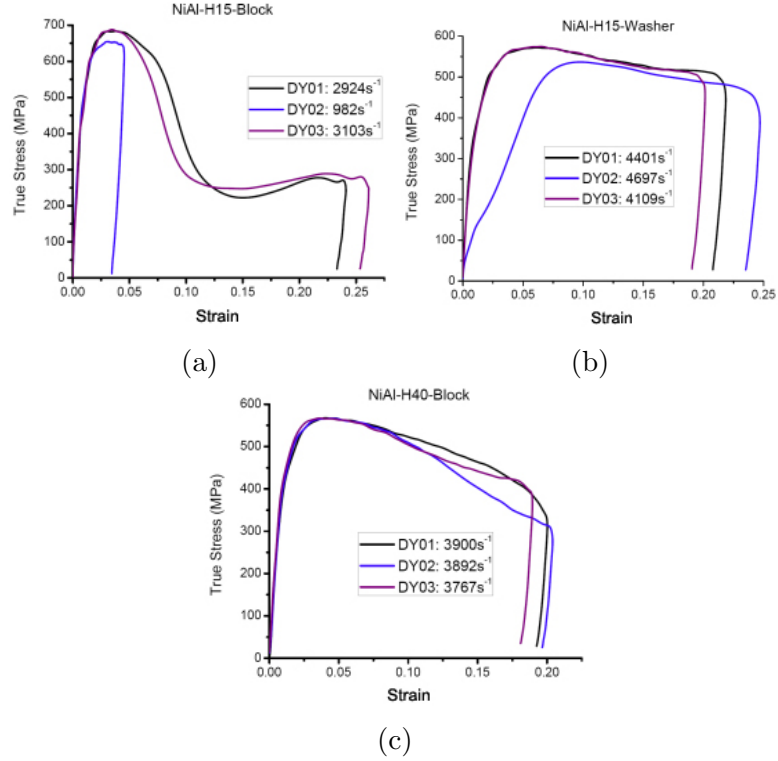 NiAl-H15-Block
700
600
500
400
300
200
100
0
True Stress (MPa)
DY01: 2924s⁻¹
DY02: 982s⁻¹
DY03: 3103s⁻¹
0.00 0.05 0.10 0.15 0.20 0.25
Strain
(a)
NiAl-H15-Washer
600
500
400
300
200
100
0
True Stress (MPa)
DY01: 4401s⁻¹
DY02: 4697s⁻¹
DY03: 4109s⁻¹
0.00 0.05 0.10 0.15 0.20 0.25
Strain
(b)
NiAl-H40-Block
600
500
400
300
200
100
0
True Stress (MPa)
DY01: 3900s⁻¹
DY02: 3892s⁻¹
DY03: 3767s⁻¹
0.00 0.05 0.10 0.15 0.20
Strain
(c)